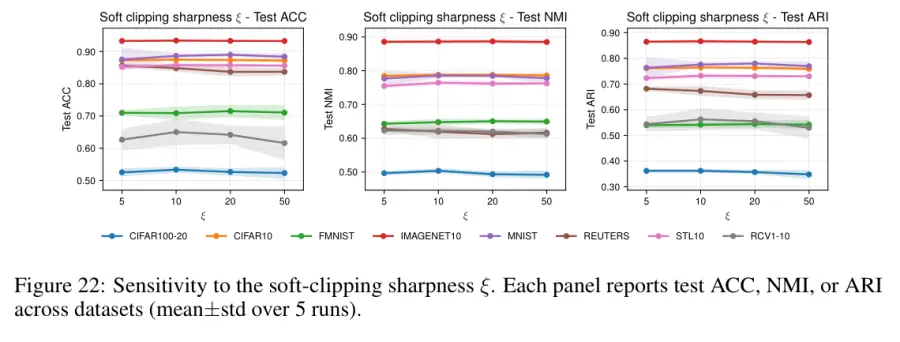 Soft clipping sharpness ξ - Test ACC
Test ACC
0.90
0.80
0.70
0.60
0.50
5 10 20 50
ξ
Soft clipping sharpness ξ - Test NMI
Test NMI
0.90
0.80
0.70
0.60
0.50
5 10 20 50
ξ
Soft clipping sharpness ξ - Test ARI
Test ARI
0.90
0.80
0.70
0.60
0.50
0.40
0.30
5 10 20 50
ξ
CIFAR100-20 CIFAR10 FMNIST IMAGENET10 MNIST REUTERS STL10 RCV1-10
Figure 22: Sensitivity to the soft-clipping sharpness ξ. Each panel reports test ACC, NMI, or ARI
across datasets (mean±std over 5 runs).